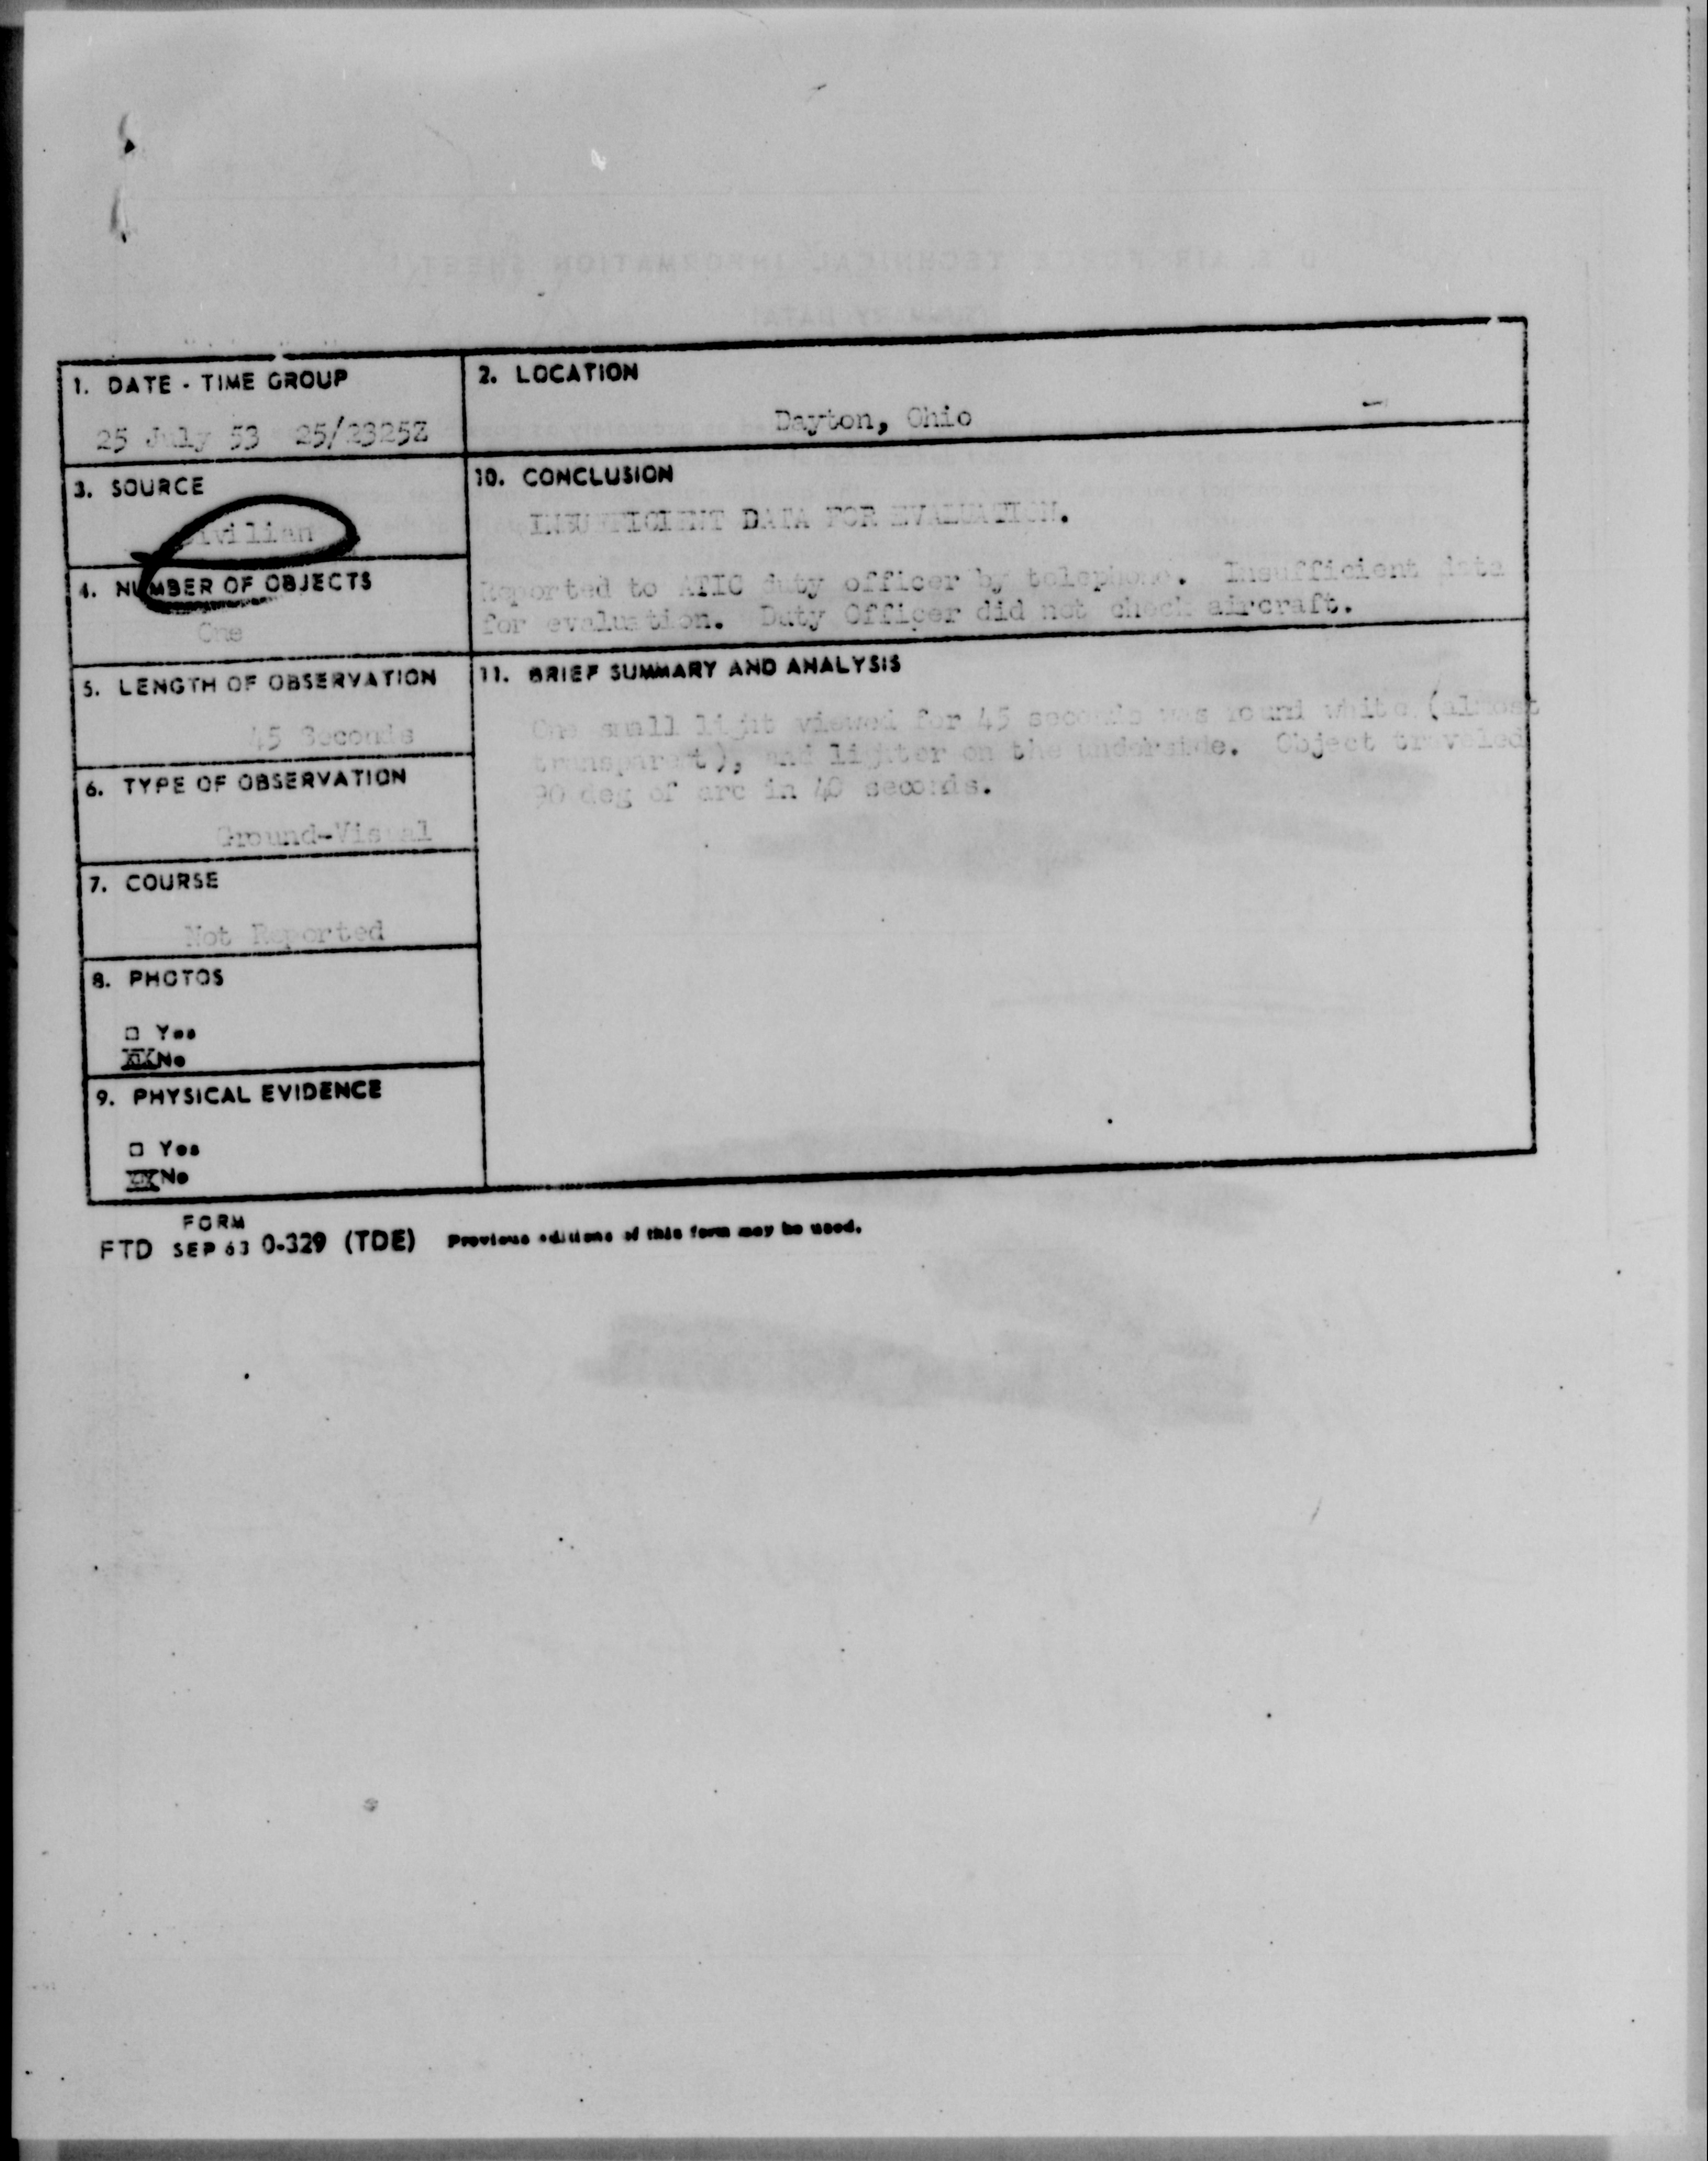 1. DATE - TIME GROUP
25 July 53 25/2325Z
2. LOCATION
Dayton, Ohio
3. SOURCE
Civilian
4. NUMBER OF OBJECTS
One
5. LENGTH OF OBSERVATION
45 Seconds
6. TYPE OF OBSERVATION
Ground-Visual
7. COURSE
Not Reported
8. PHOTOS
□ Yes
XX No
9. PHYSICAL EVIDENCE
□ Yes
XX No
10. CONCLUSION
INSUFFICIENT DATA FOR EVALUATION.
Reported to ATIC duty officer by telephone. Insufficient data
for evaluation. Duty Officer did not check aircraft.
11. BRIEF SUMMARY AND ANALYSIS
One small light viewed for 45 seconds was round white (almost
transparent), and lighter on the underside. Object traveled
90 deg of arc in 40 seconds.
FORM
FTD SEP 63 0-329 (TDE) Previous editions of this form may be used.